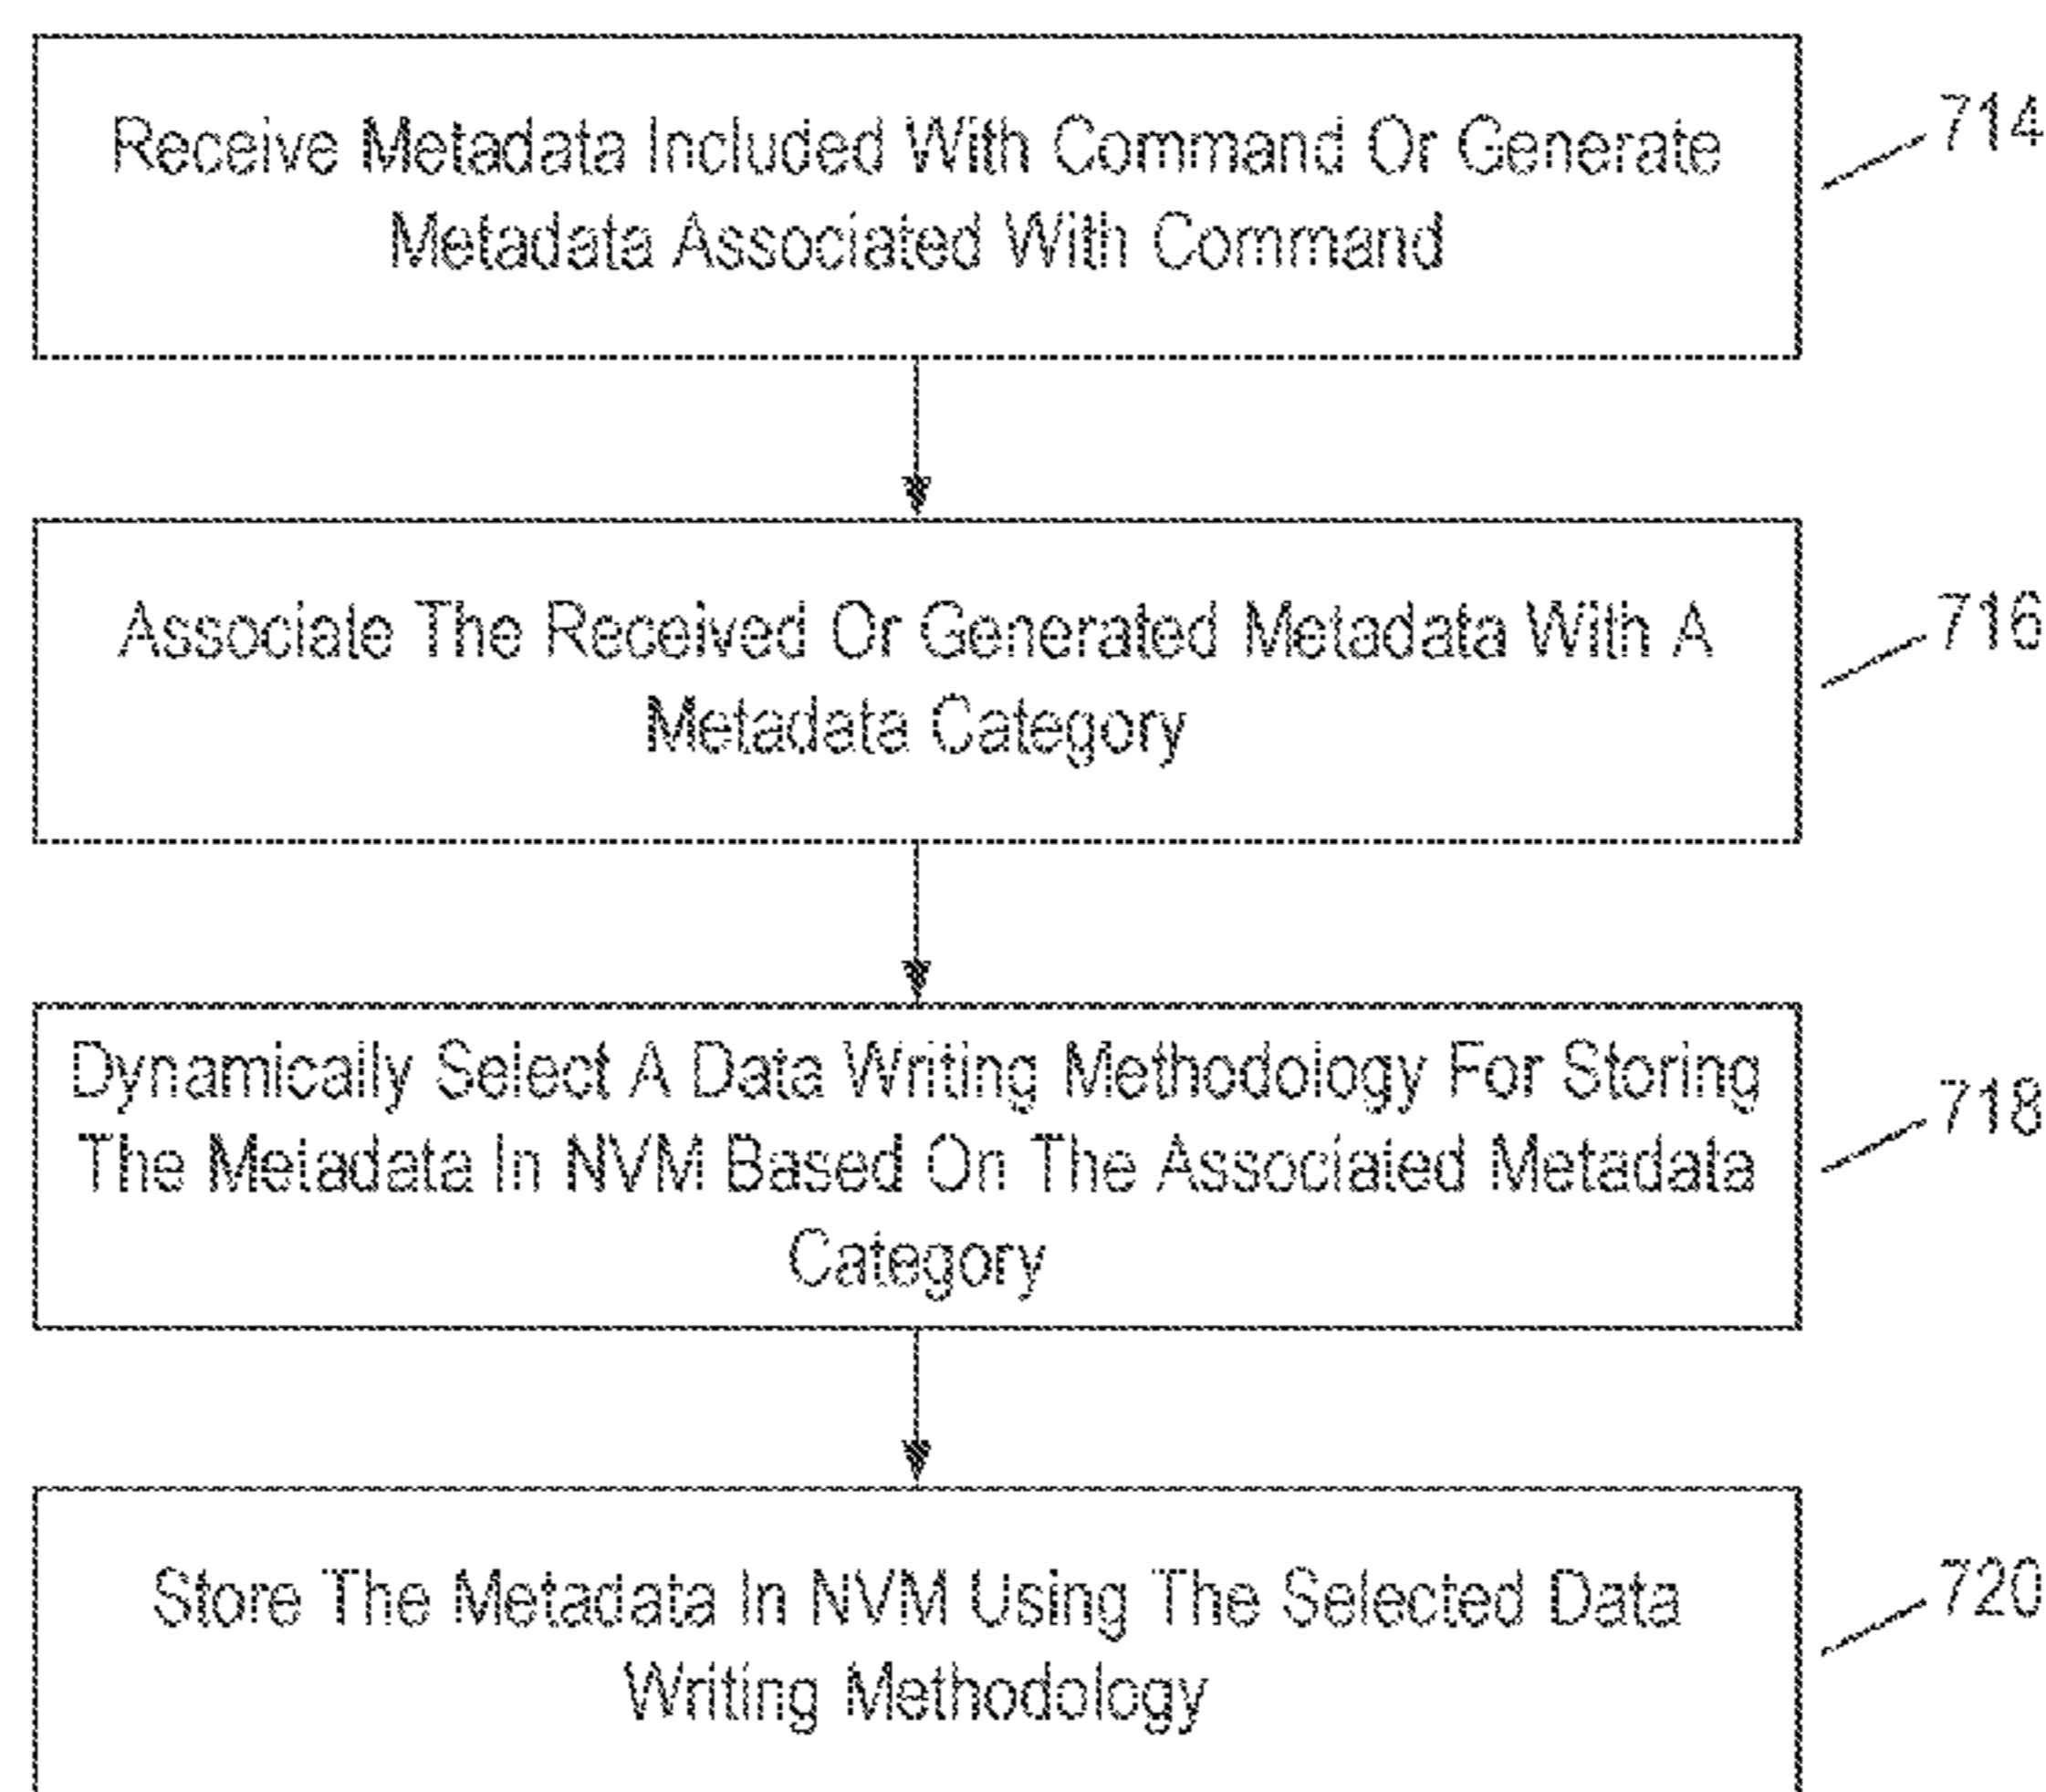 Receive Metadata Included With Command Or Generate
Metadata Associated With Command
714
Associate The Received Or Generated Metadata With A
Metadata Category
716
Dynamically Select A Data Writing Methodology For Storing
The Metadata In NVM Based On The Associated Metadata
Category
718
Store The Metadata In NVM Using The Selected Data
Writing Methodology
720